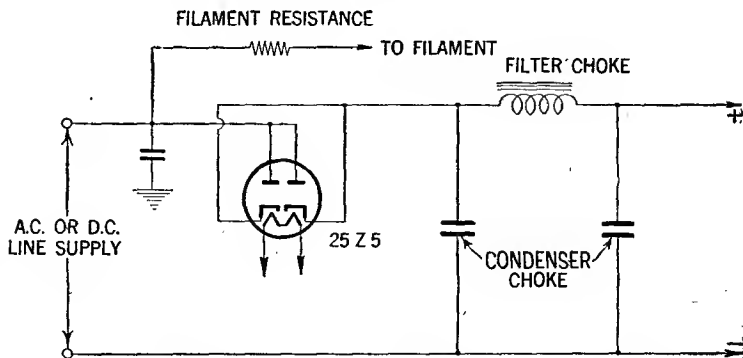 FILAMENT RESISTANCE
TO FILAMENT
FILTER CHOKE
+
A.C. OR D.C.
LINE SUPPLY
25 Z 5
CONDENSER
CHOKE
-